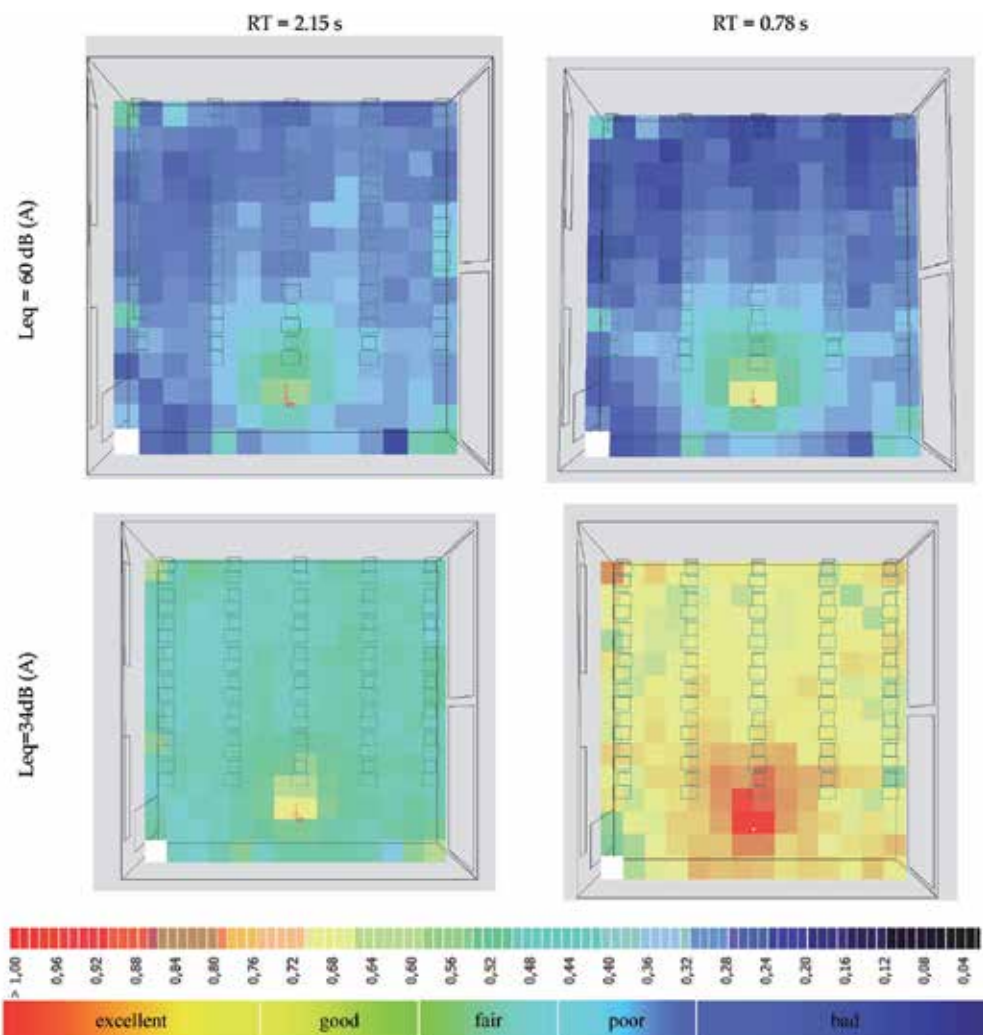 RT = 2.15 s
RT = 0.78 s
Leq = 60 dB (A)
Leq=34dB (A)
> 1,00 0,96 0,92 0,88 0,84 0,80 0,76 0,72 0,68 0,64 0,60 0,56 0,52 0,48 0,44 0,40 0,36 0,32 0,28 0,24 0,20 0,16 0,12 0,08 0,04
excellent good fair poor bad